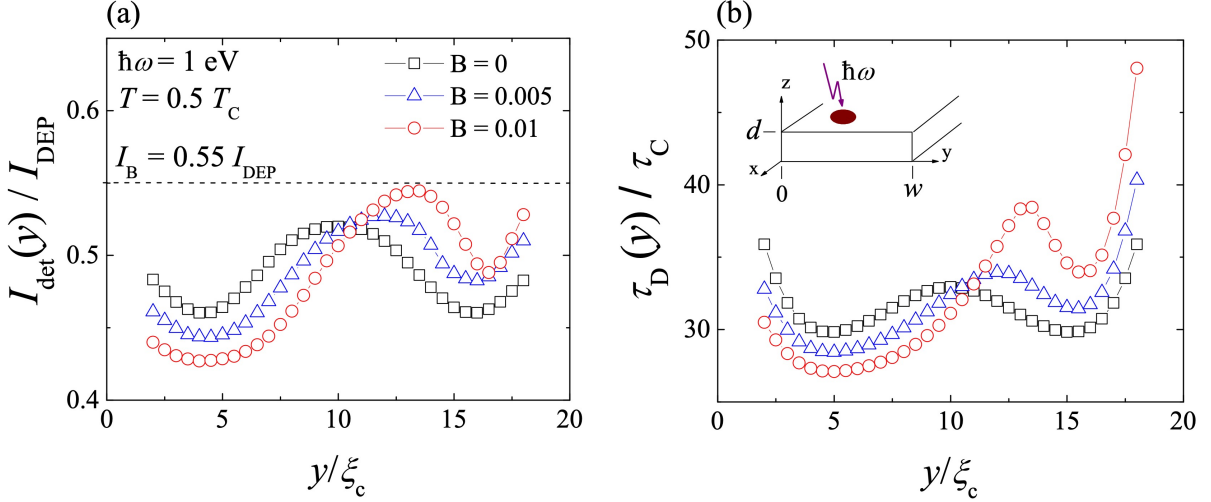 (a)
ħω = 1 eV
T = 0.5 T_C
I_B = 0.55 I_DEP
B = 0
B = 0.005
B = 0.01
I_det(y) / I_DEP
0.6
0.5
0.4
0 5 10 15 20
y/ξ_c
(b)
ħω
z
d
x
y
0
w
τ_D(y) / τ_C
50
40
30
0 5 10 15 20
y/ξ_c